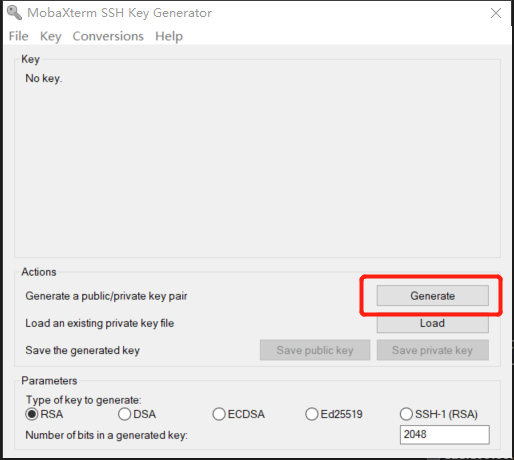 MobaXterm SSH Key Generator
File Key Conversions Help
Key
No key.
Actions
Generate a public/private key pair
Generate
Load an existing private key file
Load
Save the generated key
Save public key
Save private key
Parameters
Type of key to generate:
RSA
DSA
ECDSA
Ed25519
SSH-1 (RSA)
Number of bits in a generated key:
2048